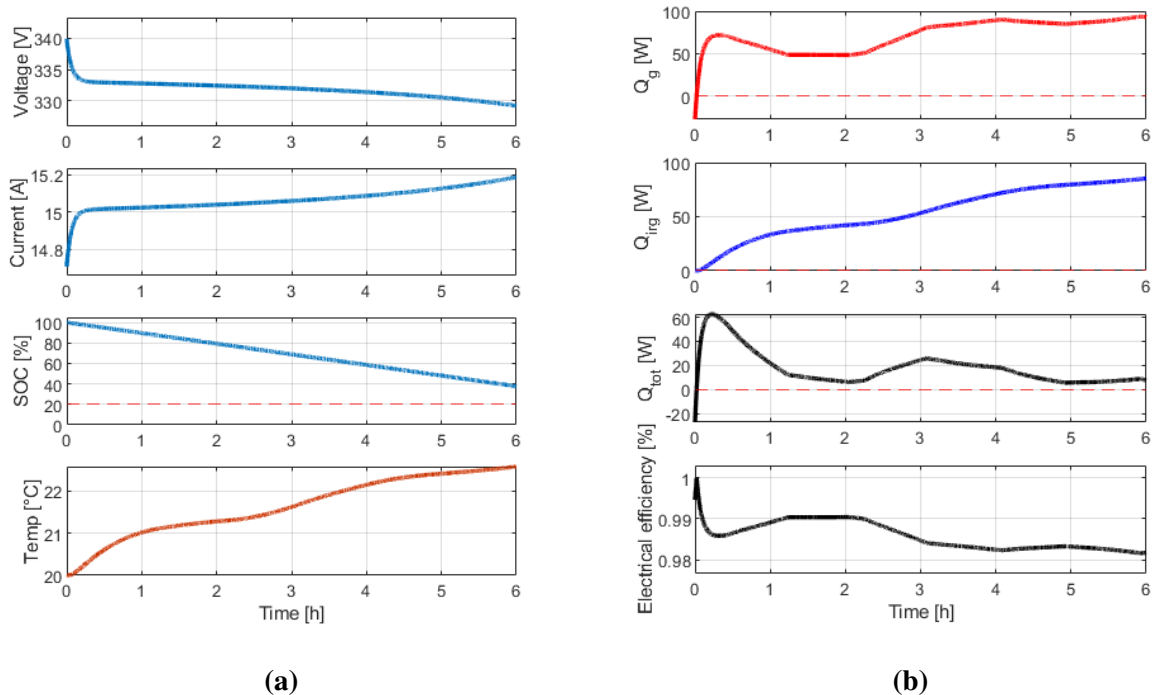 Voltage [V]
340
335
330
0 1 2 3 4 5 6
Current [A]
15.2
15
14.8
0 1 2 3 4 5 6
SOC [%]
100
80
60
40
20
0
0 1 2 3 4 5 6
Temp [°C]
22
21
20
0 1 2 3 4 5 6
Time [h]
(a)
Q_g [W]
100
50
0
0 1 2 3 4 5 6
Q_irg [W]
100
50
0
0 1 2 3 4 5 6
Q_tot [W]
60
40
20
0
-20
0 1 2 3 4 5 6
Electrical efficiency [%]
1
0.99
0.98
0 1 2 3 4 5 6
Time [h]
(b)